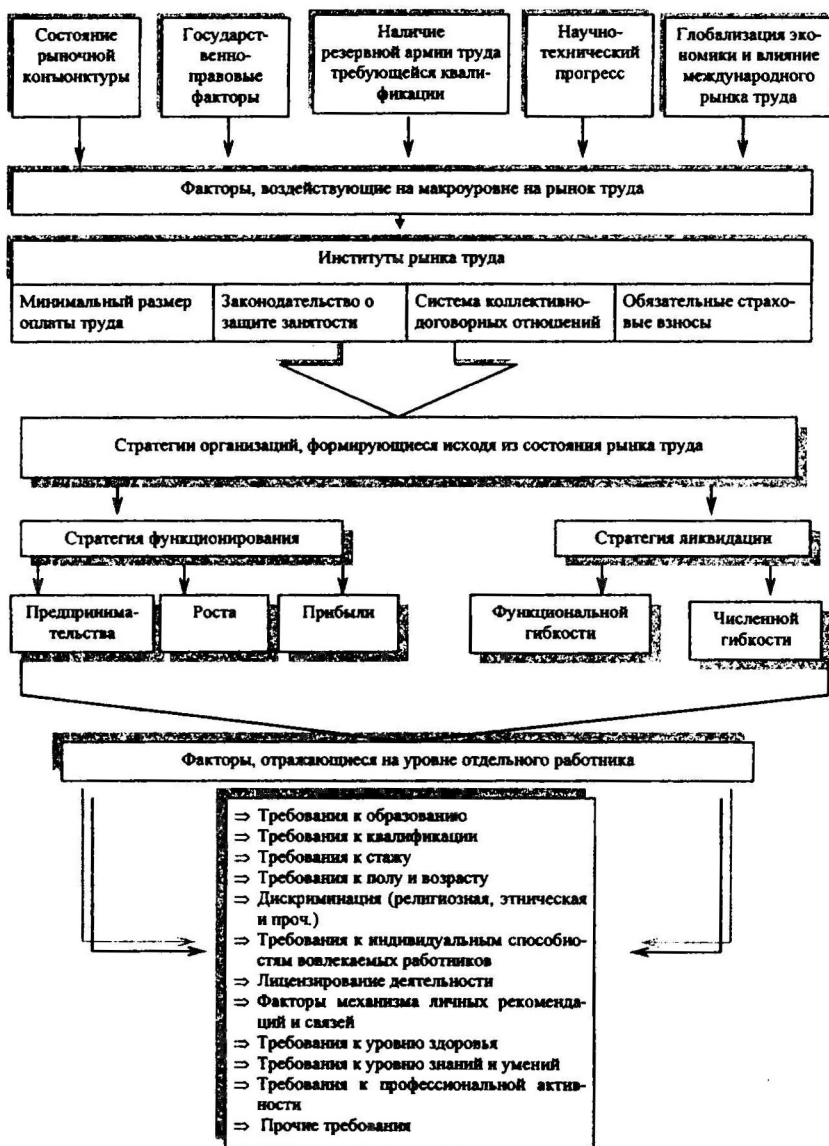 Состояние
рыночной
конъюнктуры
Государст-
венно-
правовые
факторы
Наличие
резервной армии труда
требующейся квали-
фикации
Научно-
технический
прогресс
Глобализация эко-
номики и влияние
международного
рынка труда
Факторы, воздействующие на макроуровне на рынок труда
Институты рынка труда
Минимальный размер
оплаты труда
Законодательство о
защите занятости
Система коллективно-
договорных отношений
Обязательные страхо-
вые взносы
Стратегии организаций, формирующиеся исходя из состояния рынка труда
Стратегия функционирования
Стратегия ликвидации
Предпринима-
тельства
Роста
Прибыли
Функциональной
гибкости
Численной
гибкости
Факторы, отражающиеся на уровне отдельного работника
⇒ Требования к образованию
⇒ Требования к квалификации
⇒ Требования к стажу
⇒ Требования к полу и возрасту
⇒ Дискриминация (религиозная, этническая
и проч.)
⇒ Требования к индивидуальным способно-
стям вовлекаемых работников
⇒ Лицензирование деятельности
⇒ Факторы механизма личных рекоменда-
ций и связей
⇒ Требования к уровню здоровья
⇒ Требования к уровню знаний и умений
⇒ Требования к профессиональной актив-
ности
⇒ Прочие требования